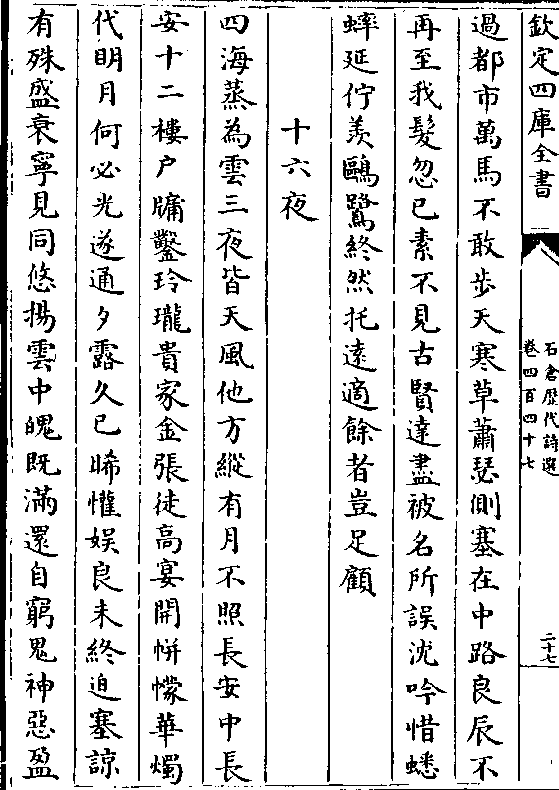 欽定四庫全書
石倉歷代詩選
卷四百四十七
二十七
過都市萬馬不敢步天寒草蕭瑟側塞在中路良辰不
再至我髮忽已素不見古賢達盡被名所誤沈吟惜蟋
蟀延佇羨鷗鷺終然托遠適餘者豈足顧
十六夜
四海蒸為雲三夜皆天風他方縱有月不照長安中長
安十二樓户牗鑿玲瓏貴家金張徒高宴開帡幪華燭
代明月何必光遂通夕露久已晞懽娱良未終迫塞諒
有殊盛衰寧見同悠揚雲中魄既滿還自窮鬼神惡盈